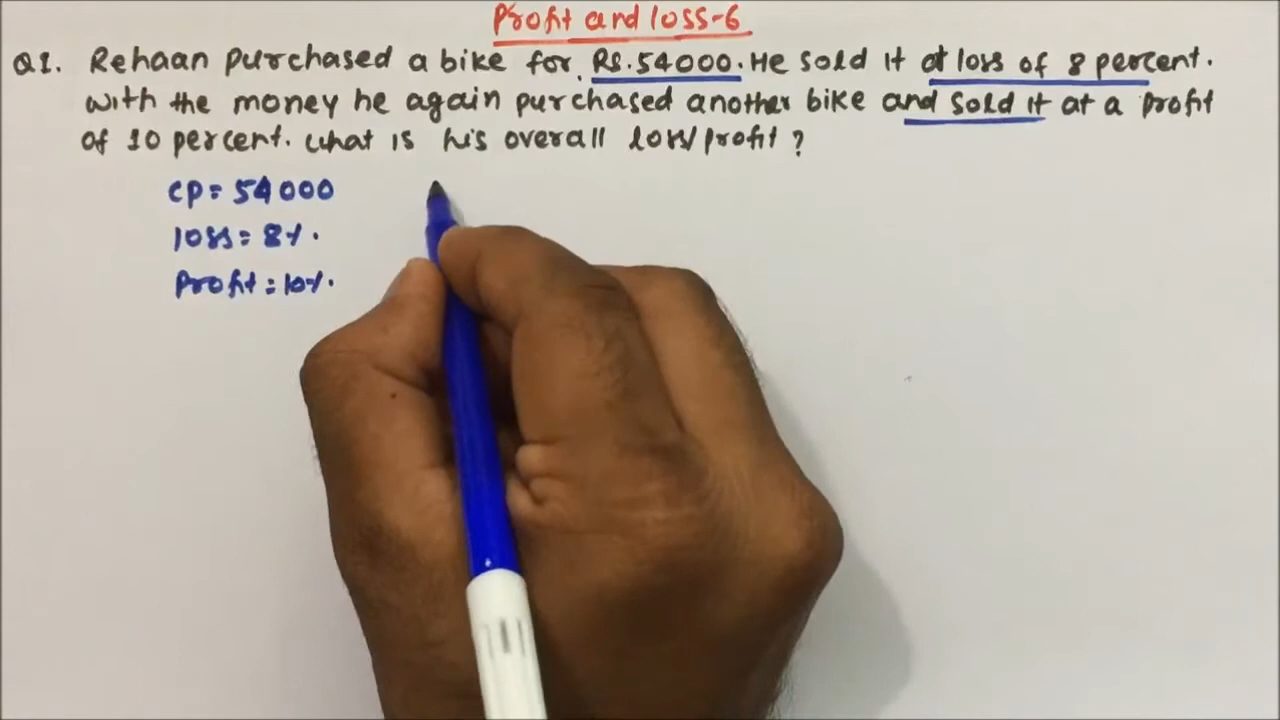 Profit and loss-6
Q1. Rehaan purchased a bike for Rs.54000. He sold it at loss of 8 percent.
with the money he again purchased another bike and sold it at a profit
of 10 percent. what is his overall loss/profit?
CP = 54000
loss = 8%.
Profit = 10%.